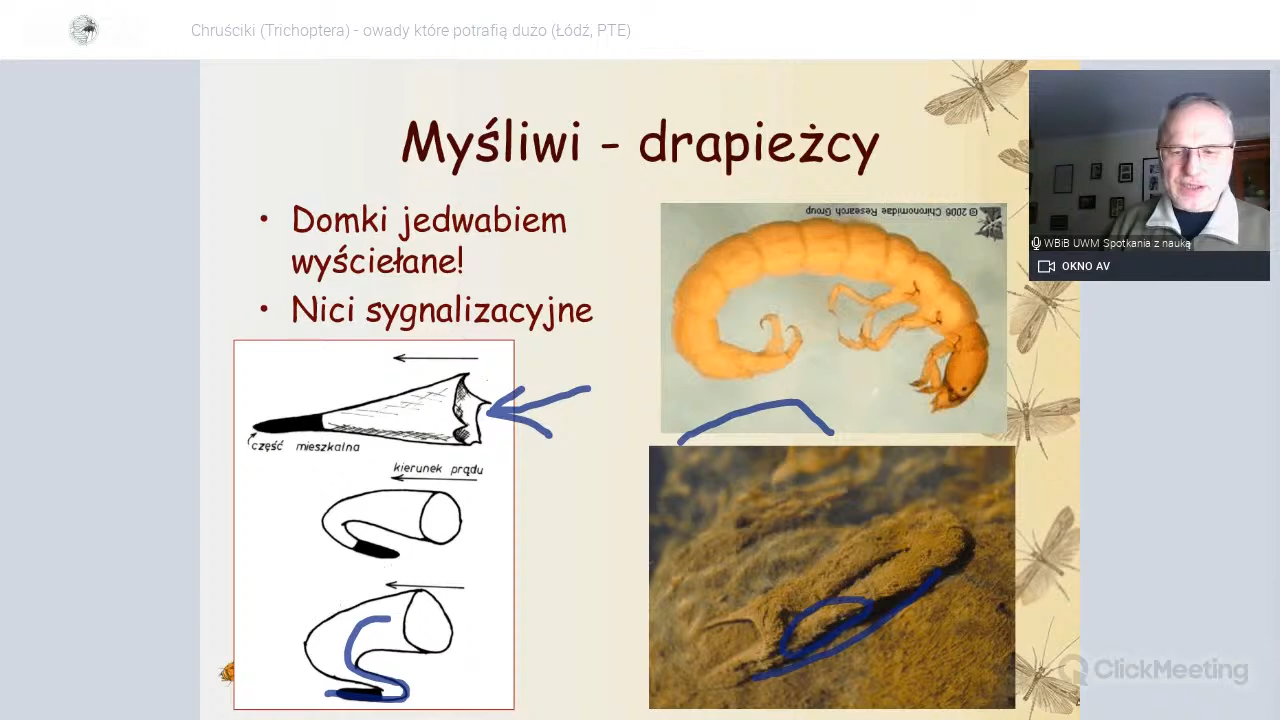 Chruściki (Trichoptera) - owady które potrafią dużo (Łódź, PTE)
Myśliwi - drapieżcy
• Domki jedwabiem
wyściełane!
• Nici sygnalizacyjne
© 2006 Chironomidae Research Group
WBiB UWM Spotkania z nauką
OKNO AV
część mieszkalna
kierunek prądu
ClickMeeting